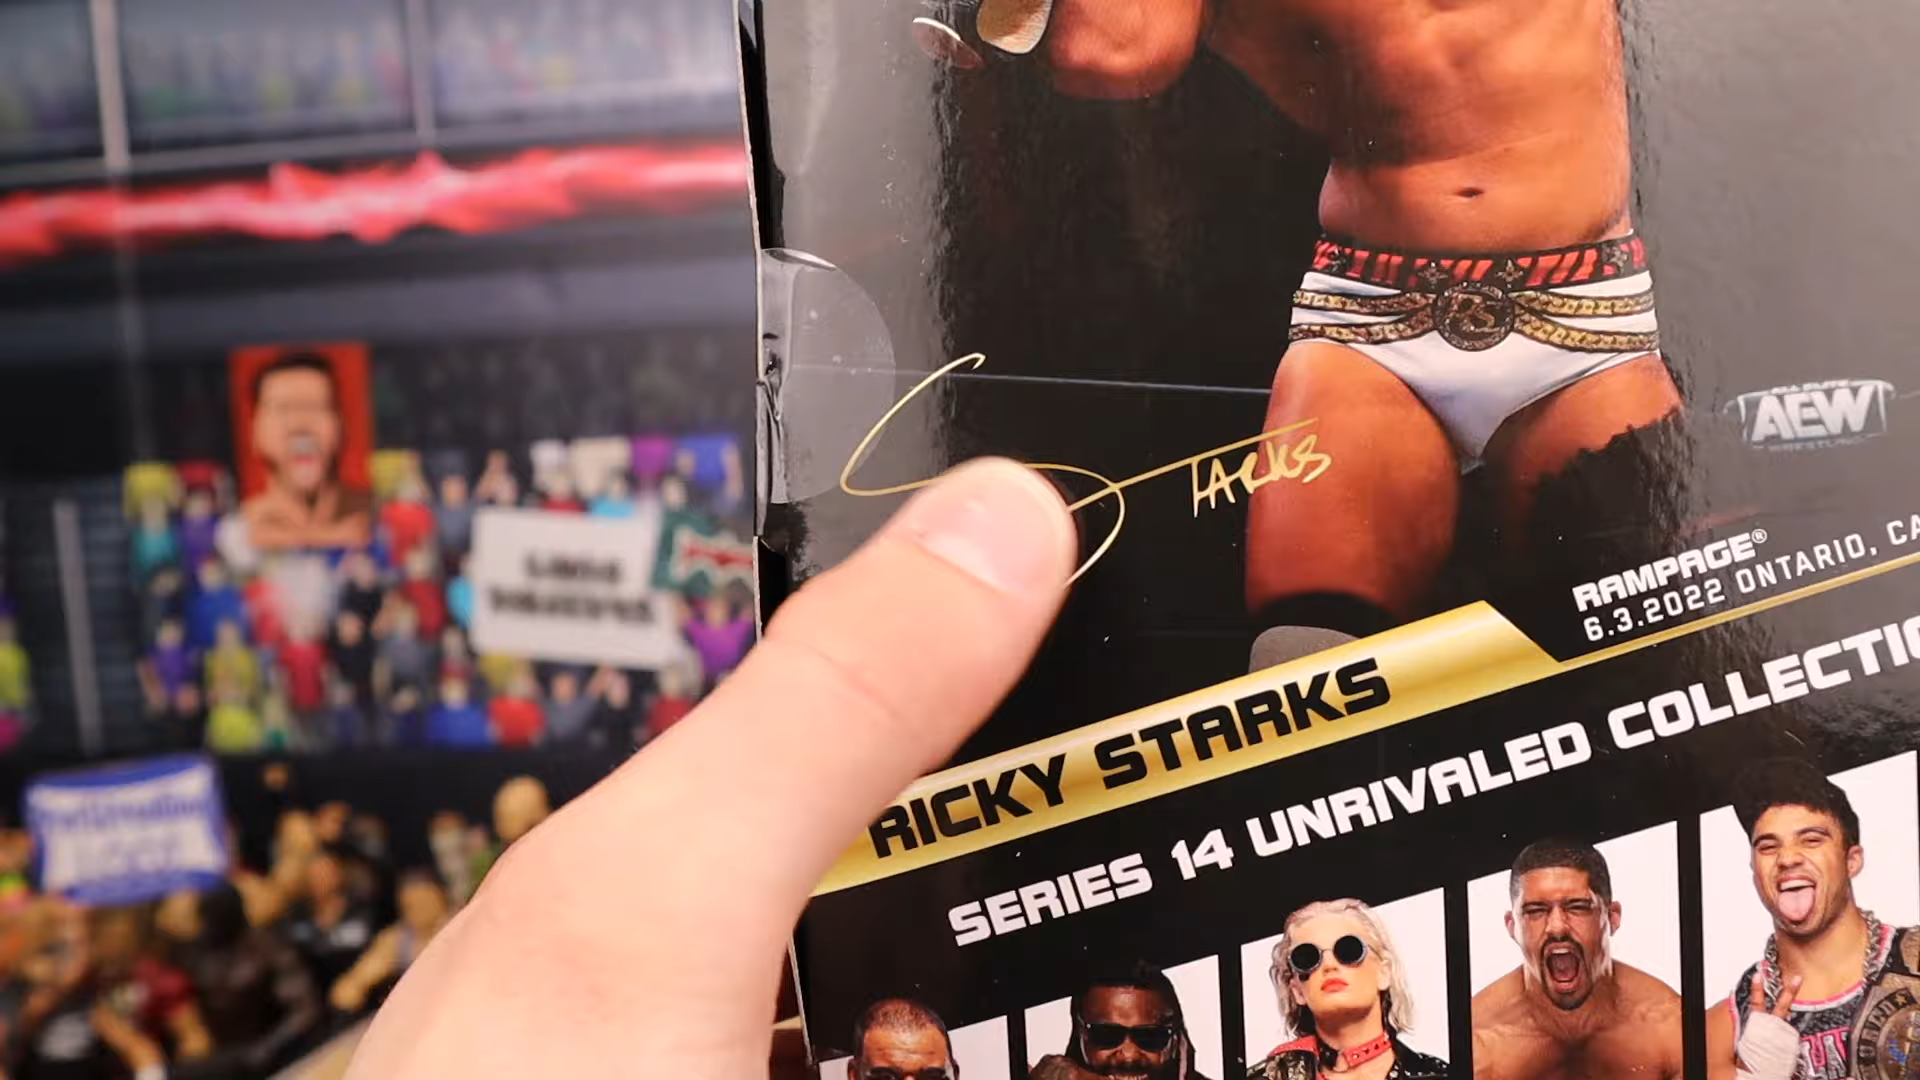 STARKS
AEW
RAMPAGE®
6.3.2022 ONTARIO, CA
RICKY STARKS
SERIES 14 UNRIVALED COLLECTIO